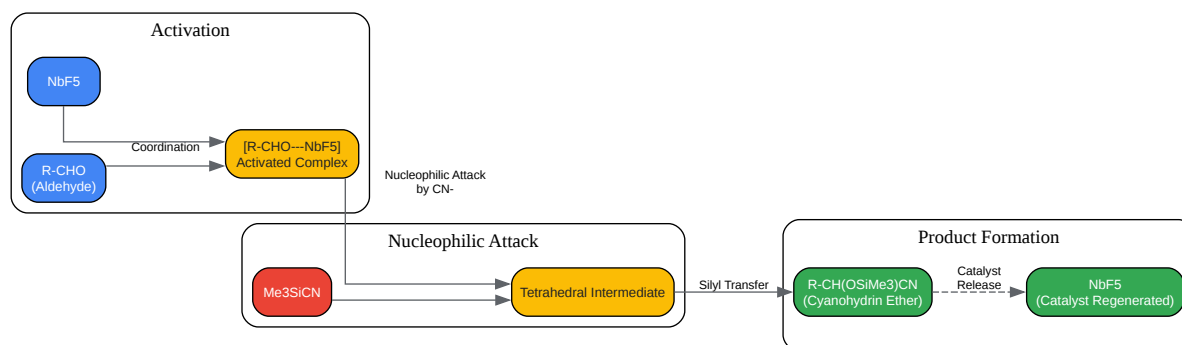 Activation
NbF5
Coordination
R-CHO
(Aldehyde)
[R-CHO---NbF5]
Activated Complex
Nucleophilic Attack
by CN-
Nucleophilic Attack
Me3SiCN
Tetrahedral Intermediate
Silyl Transfer
Product Formation
R-CH(OSiMe3)CN
(Cyanohydrin Ether)
Catalyst
Release
NbF5
(Catalyst Regenerated)